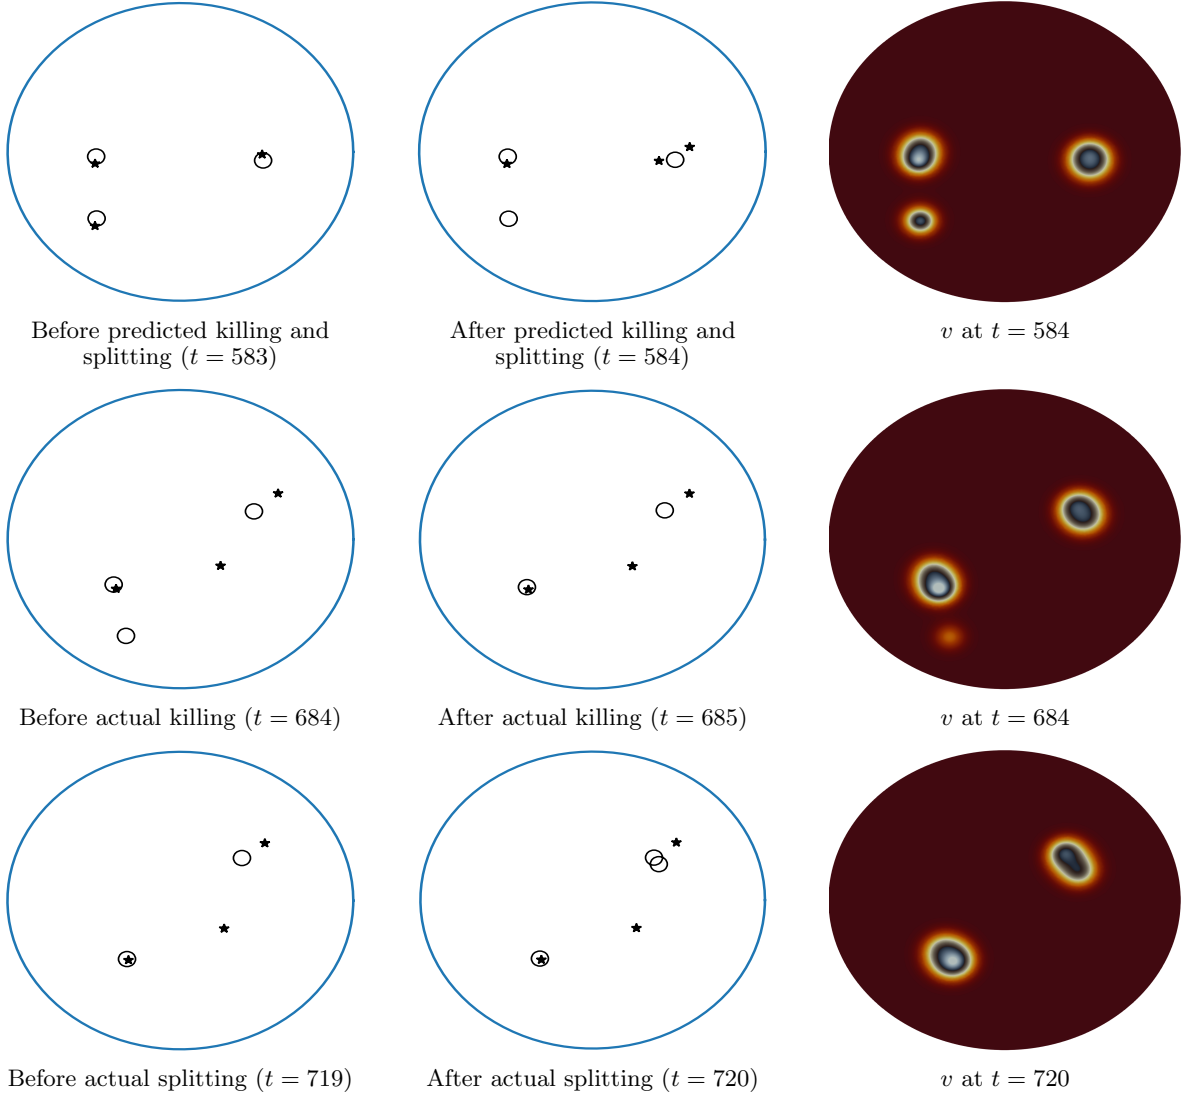 Before predicted killing and
splitting (t = 583)
After predicted killing and
splitting (t = 584)
v at t = 584
Before actual killing (t = 684)
After actual killing (t = 685)
v at t = 684
Before actual splitting (t = 719)
After actual splitting (t = 720)
v at t = 720